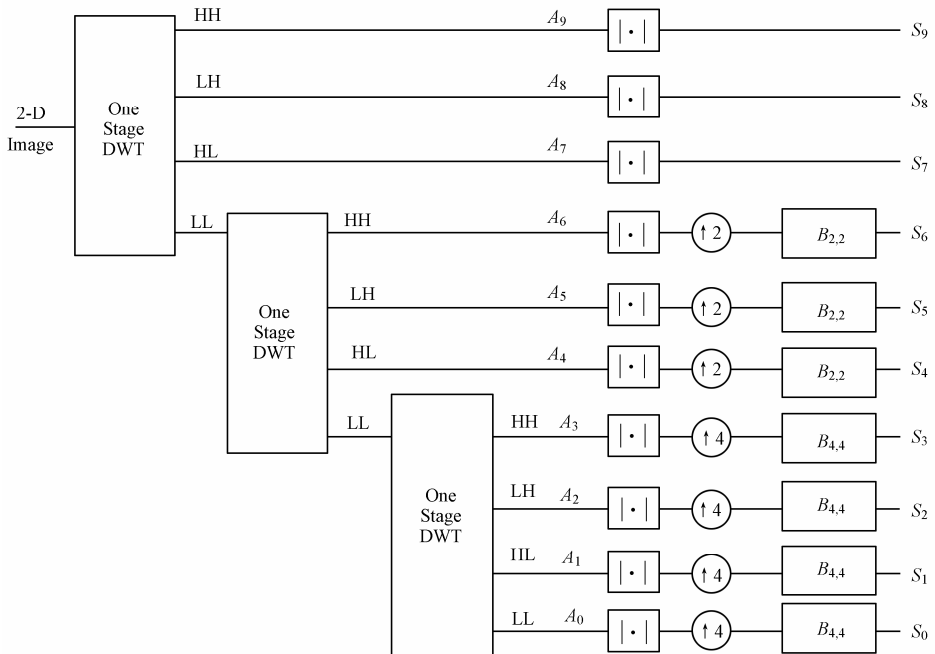 HH A₉ |•| S₉
LH A₈ |•| S₈
2-D
Image
One
Stage
DWT
HL A₇ |•| S₇
LL
HH A₆ |•| ↑2 B₂,₂ S₆
LH A₅ |•| ↑2 B₂,₂ S₅
One
Stage
DWT
HL A₄ |•| ↑2 B₂,₂ S₄
LL
HH A₃ |•| ↑4 B₄,₄ S₃
LH A₂ |•| ↑4 B₄,₄ S₂
One
Stage
DWT
HL A₁ |•| ↑4 B₄,₄ S₁
LL A₀ |•| ↑4 B₄,₄ S₀